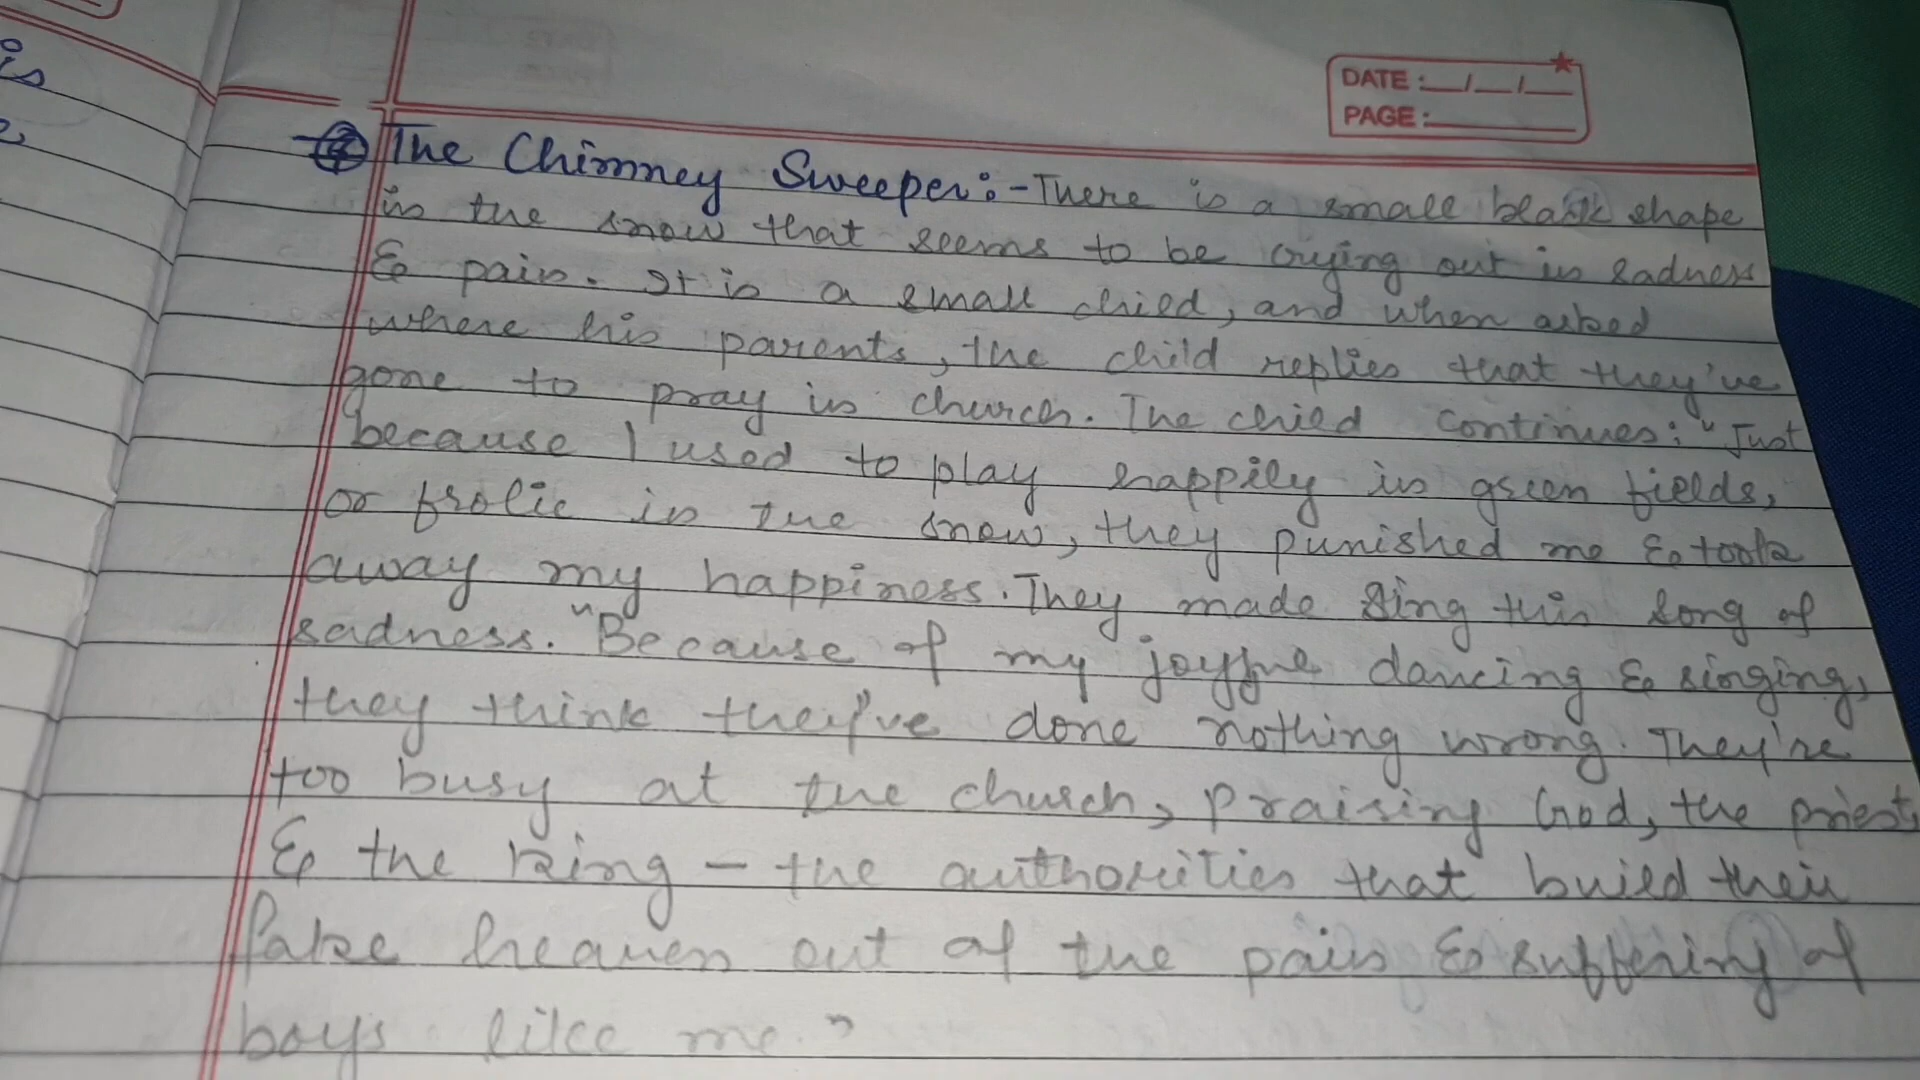 is
DATE: __/__/__
PAGE:
The Chimney Sweeper:- There is a small blask shape
in the snow that seems to be crying out in sadness
& pain. It is a small child, and when asked
where his parents, the child replies that they've
gone to pray in church. The child continues: "Just
because I used to play happily in green fields,
or frolic in the snow, they punished me & took
away my happiness. They made sing this song of
sadness. "Because of my joyful dancing & singing,
they think they've done nothing wrong. They're
too busy at the church, praising God, the priest,
& the king - the authorities that build their
fake heaven out of the pain & suffering of
boys like me."